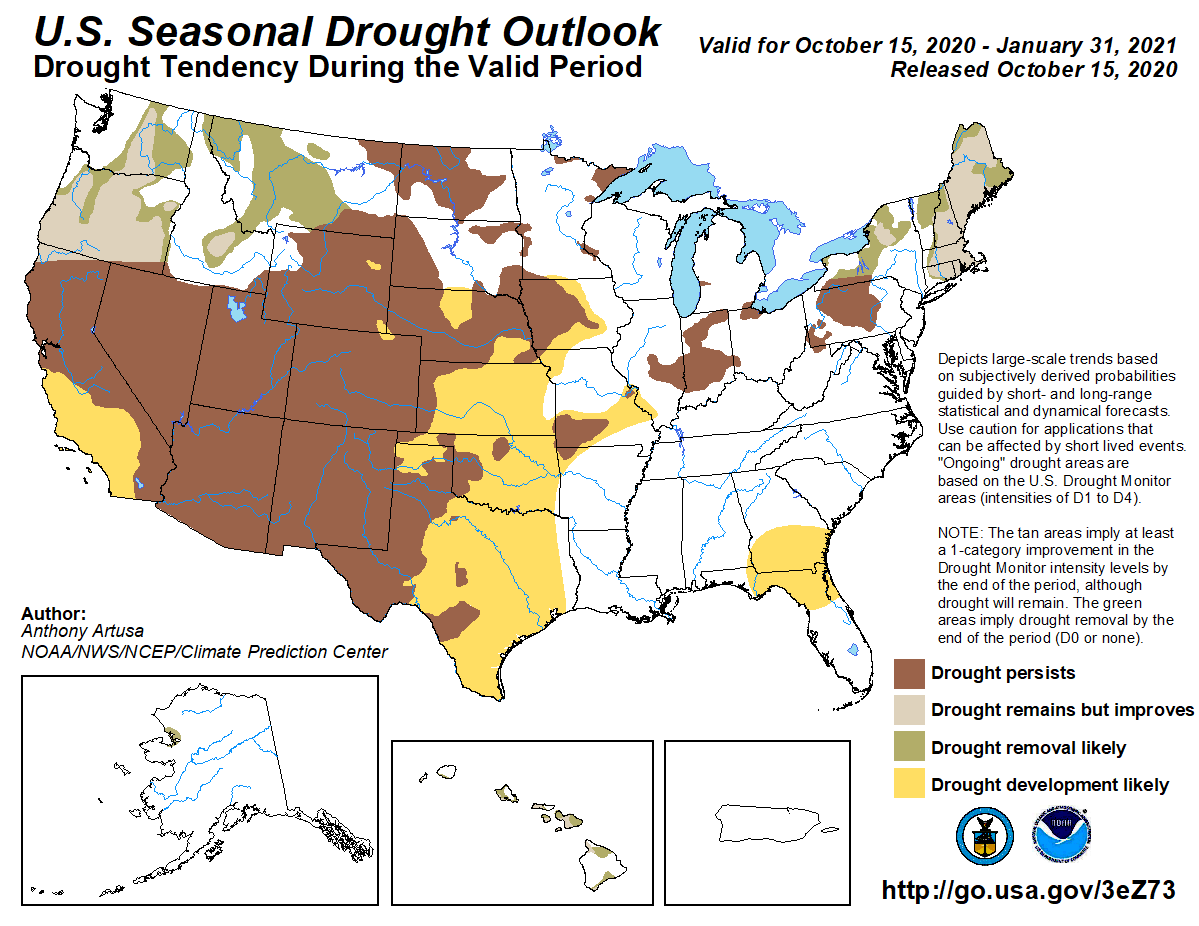 U.S. Seasonal Drought Outlook
Drought Tendency During the Valid Period
Valid for October 15, 2020 - January 31, 2021
Released October 15, 2020
Depicts large-scale trends based
on subjectively derived probabilities
guided by short- and long-range
statistical and dynamical forecasts.
Use caution for applications that
can be affected by short lived events.
"Ongoing" drought areas are
based on the U.S. Drought Monitor
areas (intensities of D1 to D4).
NOTE: The tan areas imply at least
a 1-category improvement in the
Drought Monitor intensity levels by
the end of the period, although
drought will remain. The green
areas imply drought removal by the
end of the period (D0 or none).
Author:
Anthony Artusa
NOAA/NWS/NCEP/Climate Prediction Center
Drought persists
Drought remains but improves
Drought removal likely
Drought development likely
http://go.usa.gov/3eZ73